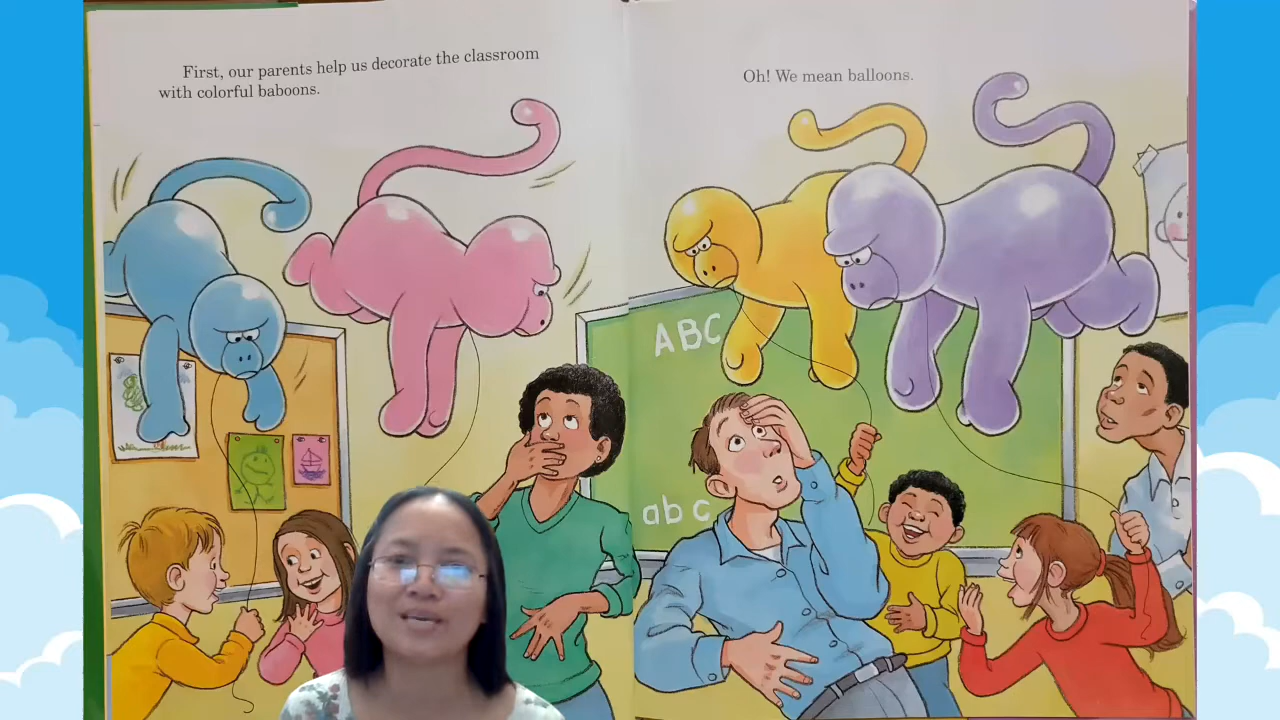 First, our parents help us decorate the classroom
with colorful baboons.
Oh! We mean balloons.
ABC
abc